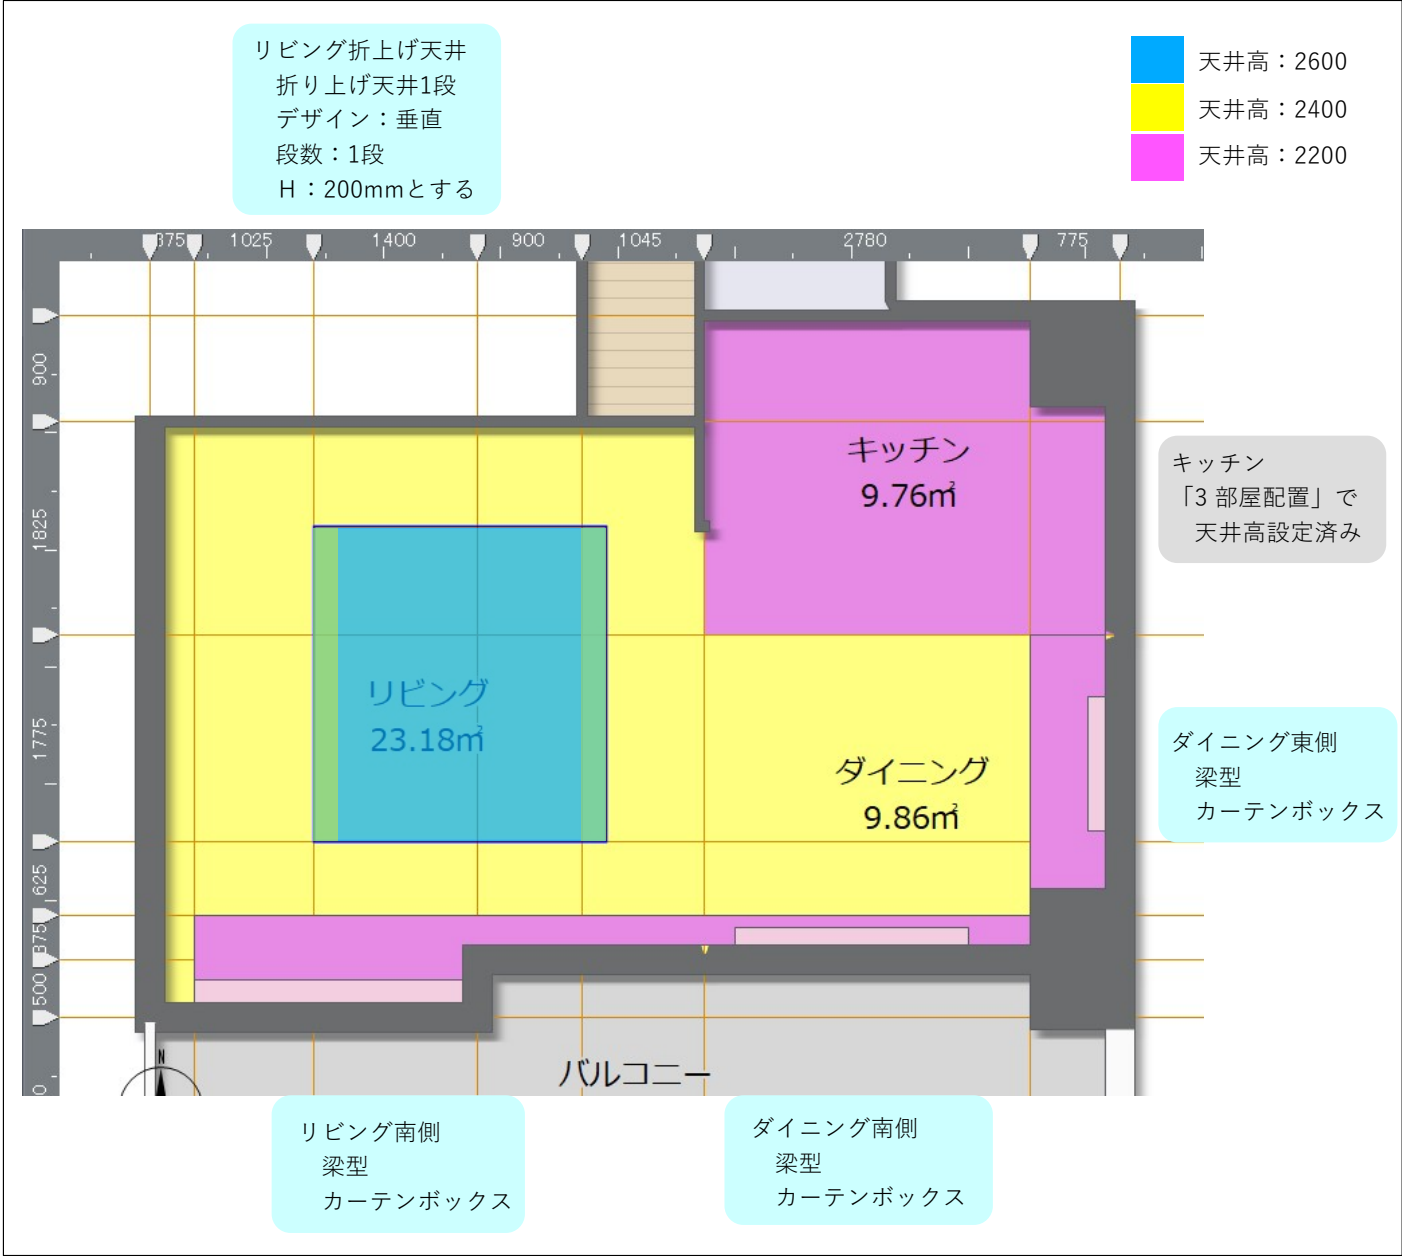 リビング折上げ天井
折り上げ天井1段
デザイン：垂直
段数：1段
H：200mmとする
天井高：2600
天井高：2400
天井高：2200
375 1025 1400 900 1045 2780 775
900
1825
1775
625
375
500
キッチン
9.76㎡
リビング
23.18㎡
ダイニング
9.86㎡
バルコニー
N
キッチン
「3 部屋配置」で
天井高設定済み
ダイニング東側
梁型
カーテンボックス
リビング南側
梁型
カーテンボックス
ダイニング南側
梁型
カーテンボックス